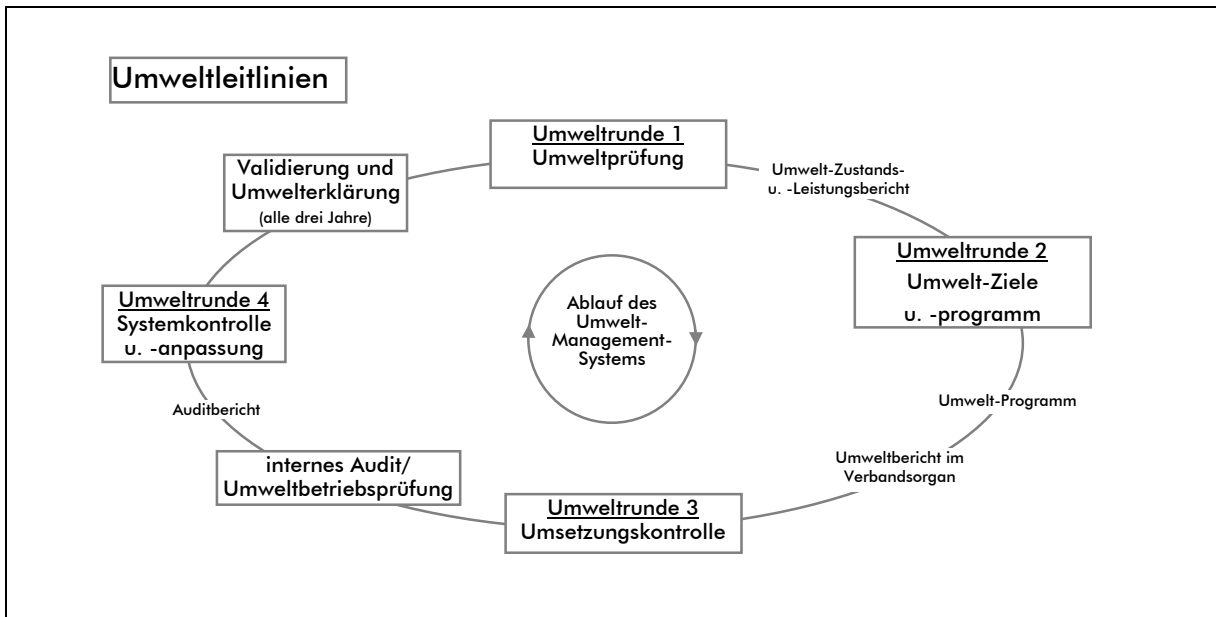 Umweltleitlinien
Umweltrunde 1
Umweltprüfung
Umwelt-Zustands-
u. -Leistungsbericht
Umweltrunde 2
Umwelt-Ziele
u. -programm
Umwelt-Programm
Umweltbericht im
Verbandsorgan
Umweltrunde 3
Umsetzungskontrolle
internes Audit/
Umweltbetriebsprüfung
Auditbericht
Umweltrunde 4
Systemkontrolle
u. -anpassung
Validierung und
Umwelterklärung
(alle drei Jahre)
Ablauf des
Umwelt-
Management-
Systems